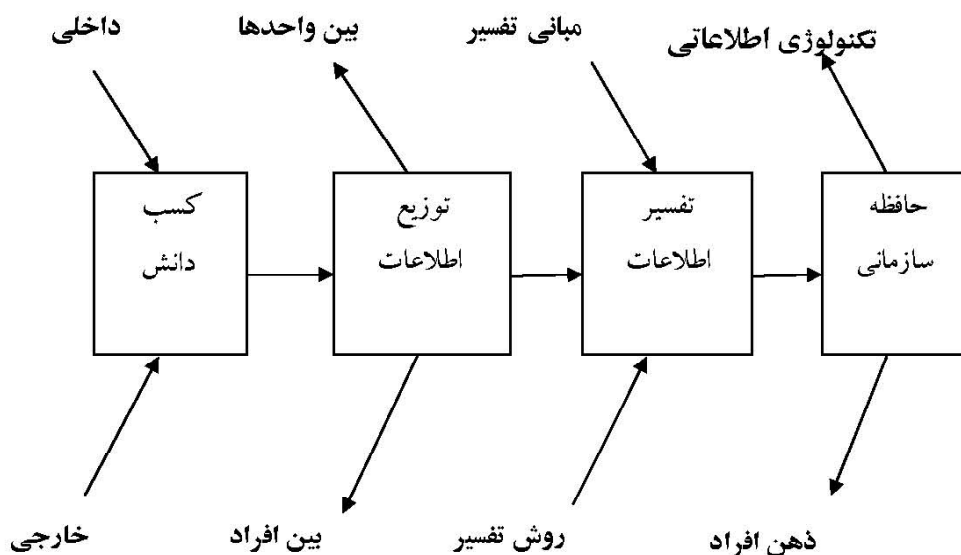 داخلی
بین واحدها
مبانی تفسیر
تکنولوژی اطلاعاتی
کسب
دانش
توزیع
اطلاعات
تفسیر
اطلاعات
حافظه
سازمانی
خارجی
بین افراد
روش تفسیر
ذهن افراد